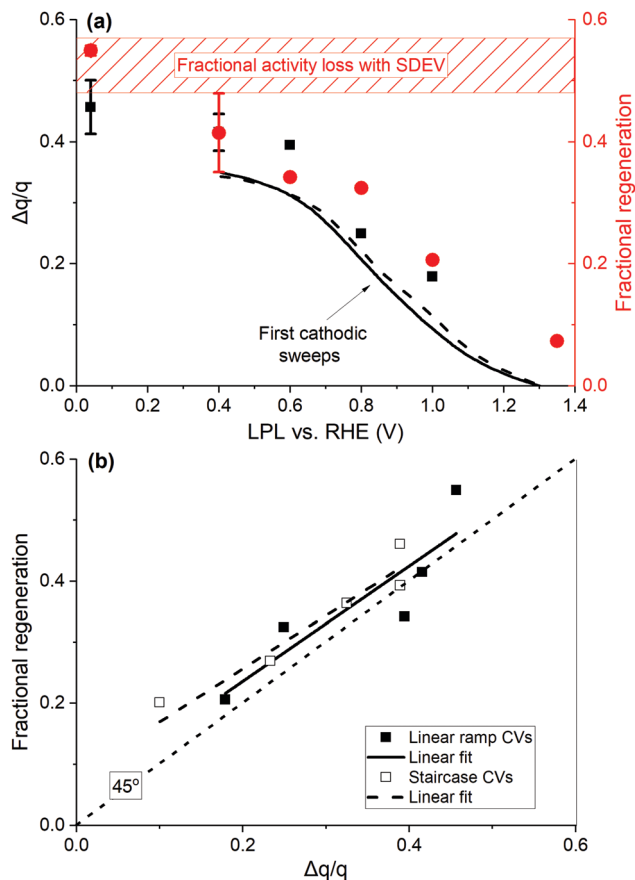 (a)
0.6
0.4
0.2
0.0
Δq/q
0.6
0.4
0.2
0.0
Fractional regeneration
Fractional activity loss with SDEV
First cathodic
sweeps
0.0 0.2 0.4 0.6 0.8 1.0 1.2 1.4
LPL vs. RHE (V)
(b)
0.6
0.4
0.2
0.0
Fractional regeneration
45º
Linear ramp CVs
Linear fit
Staircase CVs
Linear fit
0.0 0.2 0.4 0.6
Δq/q